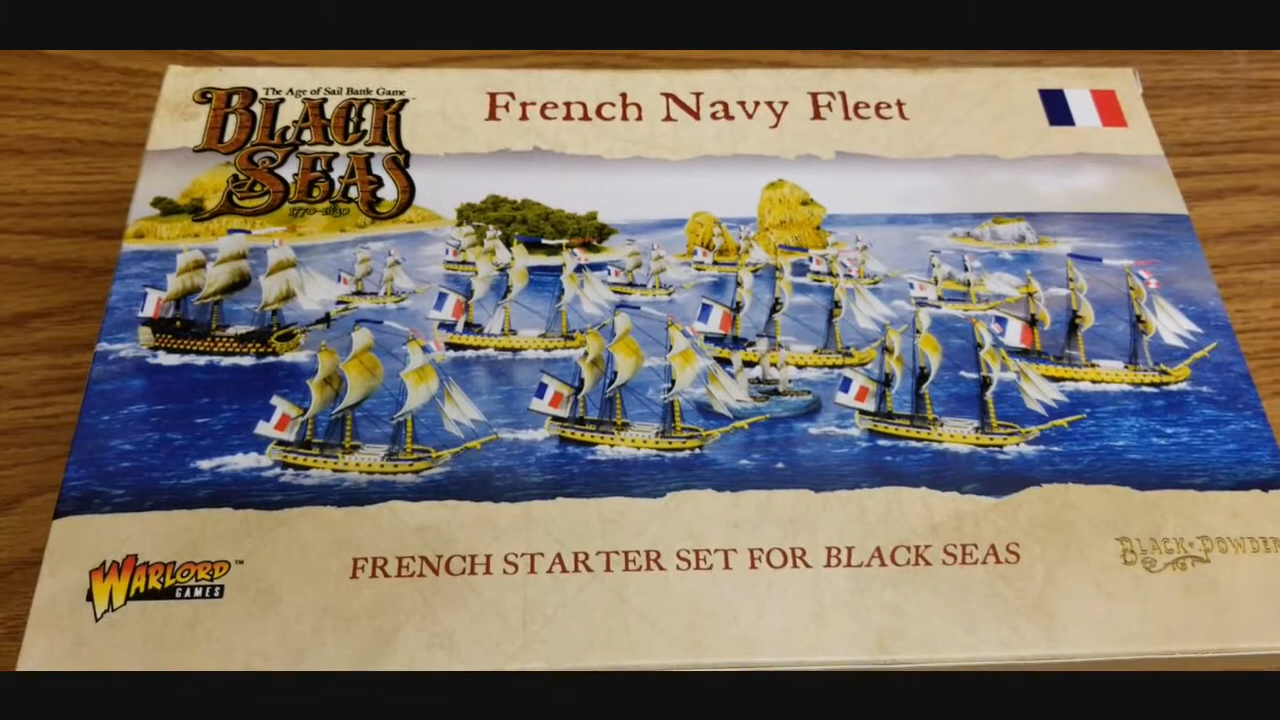 The Age of Sail Battle Game
BLACK
SEAS
1770-1830
French Navy Fleet
WARLORD™
GAMES
FRENCH STARTER SET FOR BLACK SEAS
BLACK POWDER